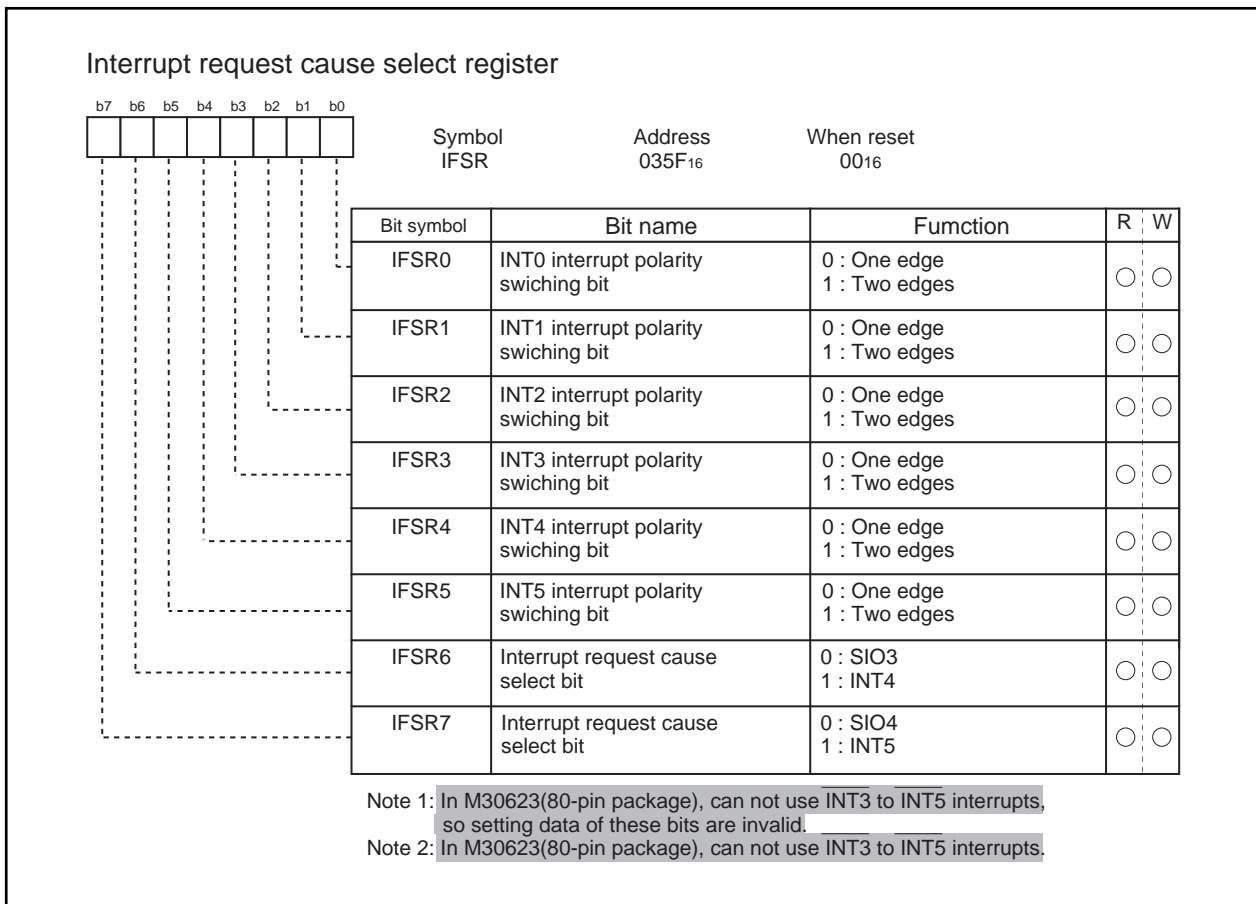 Interrupt request cause select register
b7 b6 b5 b4 b3 b2 b1 b0
Symbol Address When reset
IFSR 035F16 0016
Bit symbol Bit name Fumction R W
IFSR0 INT0 interrupt polarity 0 : One edge
swiching bit 1 : Two edges
IFSR1 INT1 interrupt polarity 0 : One edge
swiching bit 1 : Two edges
IFSR2 INT2 interrupt polarity 0 : One edge
swiching bit 1 : Two edges
IFSR3 INT3 interrupt polarity 0 : One edge
swiching bit 1 : Two edges
IFSR4 INT4 interrupt polarity 0 : One edge
swiching bit 1 : Two edges
IFSR5 INT5 interrupt polarity 0 : One edge
swiching bit 1 : Two edges
IFSR6 Interrupt request cause 0 : SIO3
select bit 1 : INT4
IFSR7 Interrupt request cause 0 : SIO4
select bit 1 : INT5
Note 1: In M30623(80-pin package), can not use INT3 to INT5 interrupts,
so setting data of these bits are invalid.
Note 2: In M30623(80-pin package), can not use INT3 to INT5 interrupts.